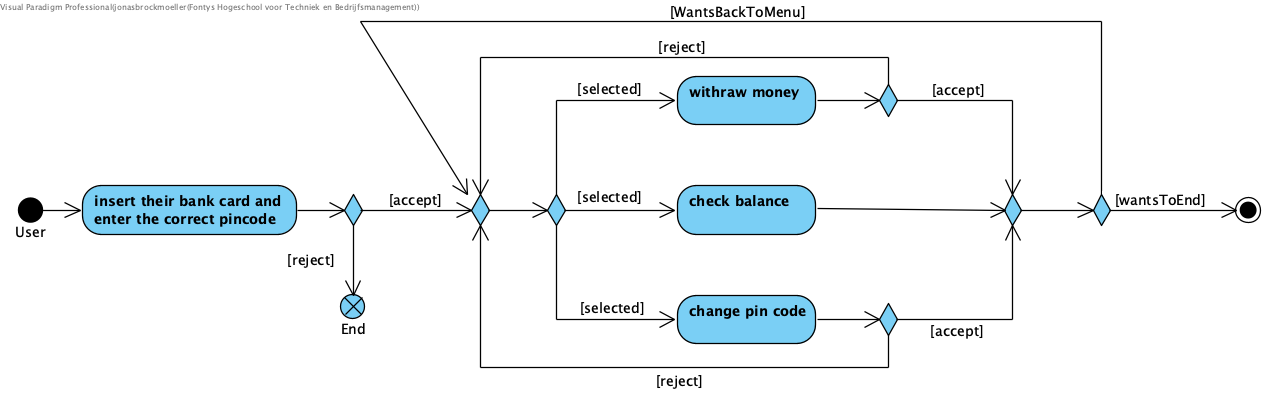 Visual Paradigm Professional(jonasbrockmoeller(Fontys Hogeschool voor Techniek en Bedrijfsmanagement))
[WantsBackToMenu]
[reject]
[selected]
withraw money
[accept]
insert their bank card and
enter the correct pincode
[accept]
[selected]
check balance
[wantsToEnd]
User
[reject]
End
[selected]
change pin code
[accept]
[reject]